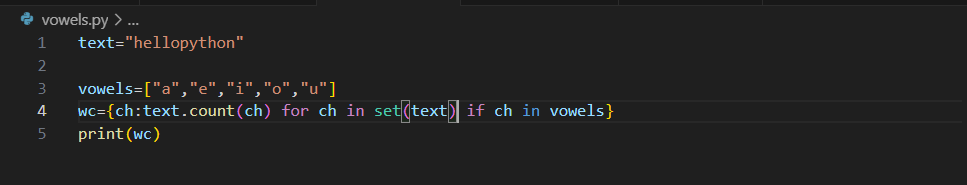 vowels.py > ...
1 text="hellopython"
2
3 vowels=["a","e","i","o","u"]
4 wc={ch:text.count(ch) for ch in set(text) if ch in vowels}
5 print(wc)